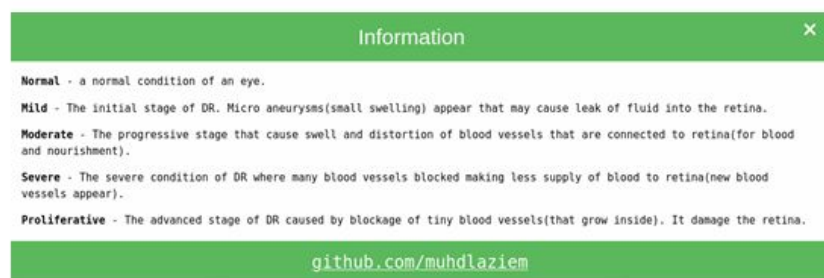 Information
×
Normal - a normal condition of an eye.
Mild - The initial stage of DR. Micro aneurysms(small swelling) appear that may cause leak of fluid into the retina.
Moderate - The progressive stage that cause swell and distortion of blood vessels that are connected to retina(for blood
and nourishment).
Severe - The severe condition of DR where many blood vessels blocked making less supply of blood to retina(new blood
vessels appear).
Proliferative - The advanced stage of DR caused by blockage of tiny blood vessels(that grow inside). It damage the retina.
github.com/muhdlaziem